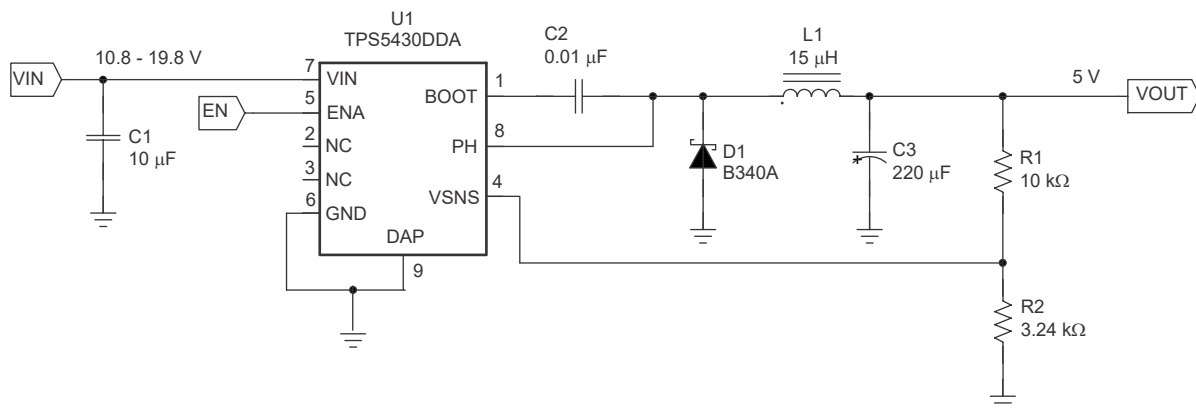 U1
TPS5430DDA
C2
0.01 μF
L1
15 μH
10.8 - 19.8 V
5 V
VIN
7
VIN
1
BOOT
VOUT
EN
5
ENA
C1
10 μF
2
NC
8
PH
D1
B340A
C3
220 μF
R1
10 kΩ
3
NC
4
VSNS
6
GND
DAP
9
R2
3.24 kΩ